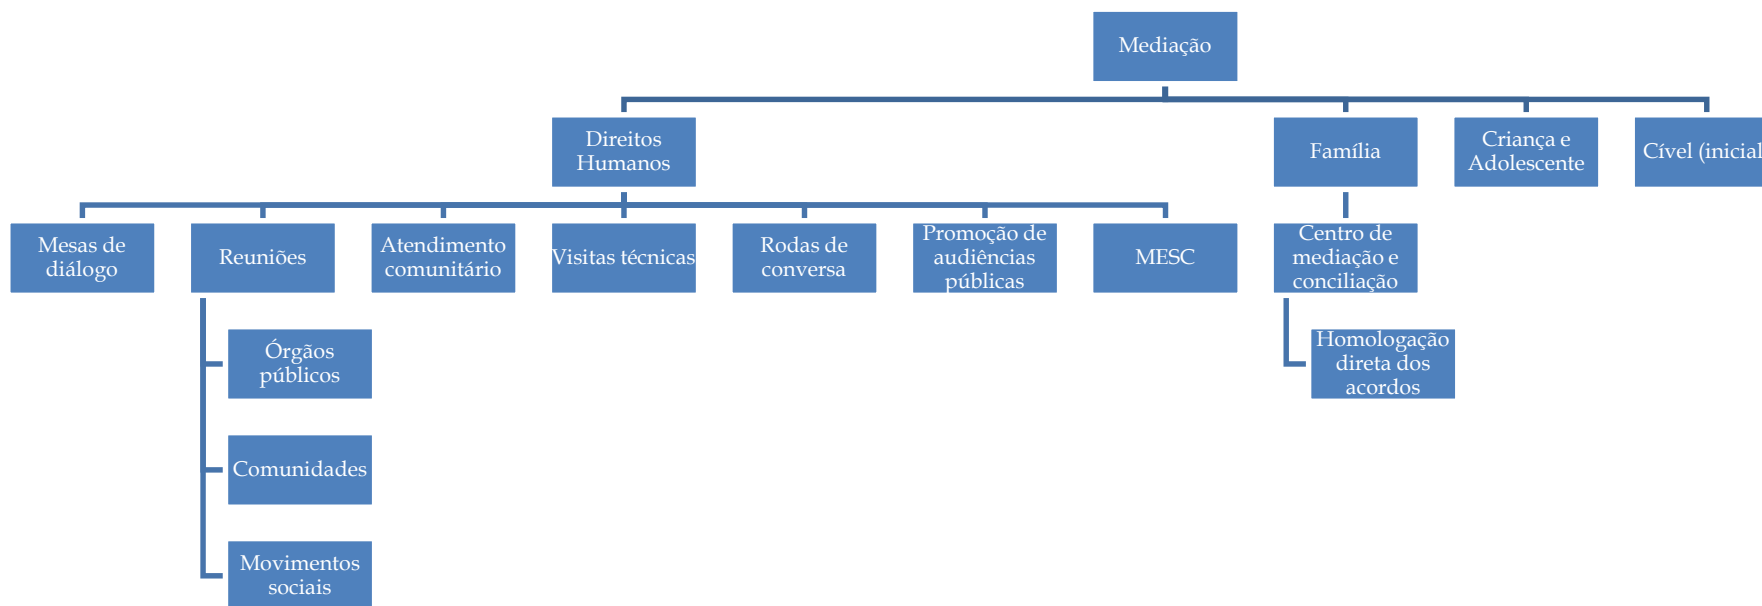 Mediação
Direitos
Humanos
Família
Criança e
Adolescente
Cível (inicial
Mesas de
diálogo
Reuniões
Atendimento
comunitário
Visitas técnicas
Rodas de
conversa
Promoção de
audiências
públicas
MESC
Centro de
mediação e
conciliação
Órgãos
públicos
Homologação
direta dos
acordos
Comunidades
Movimentos
sociais